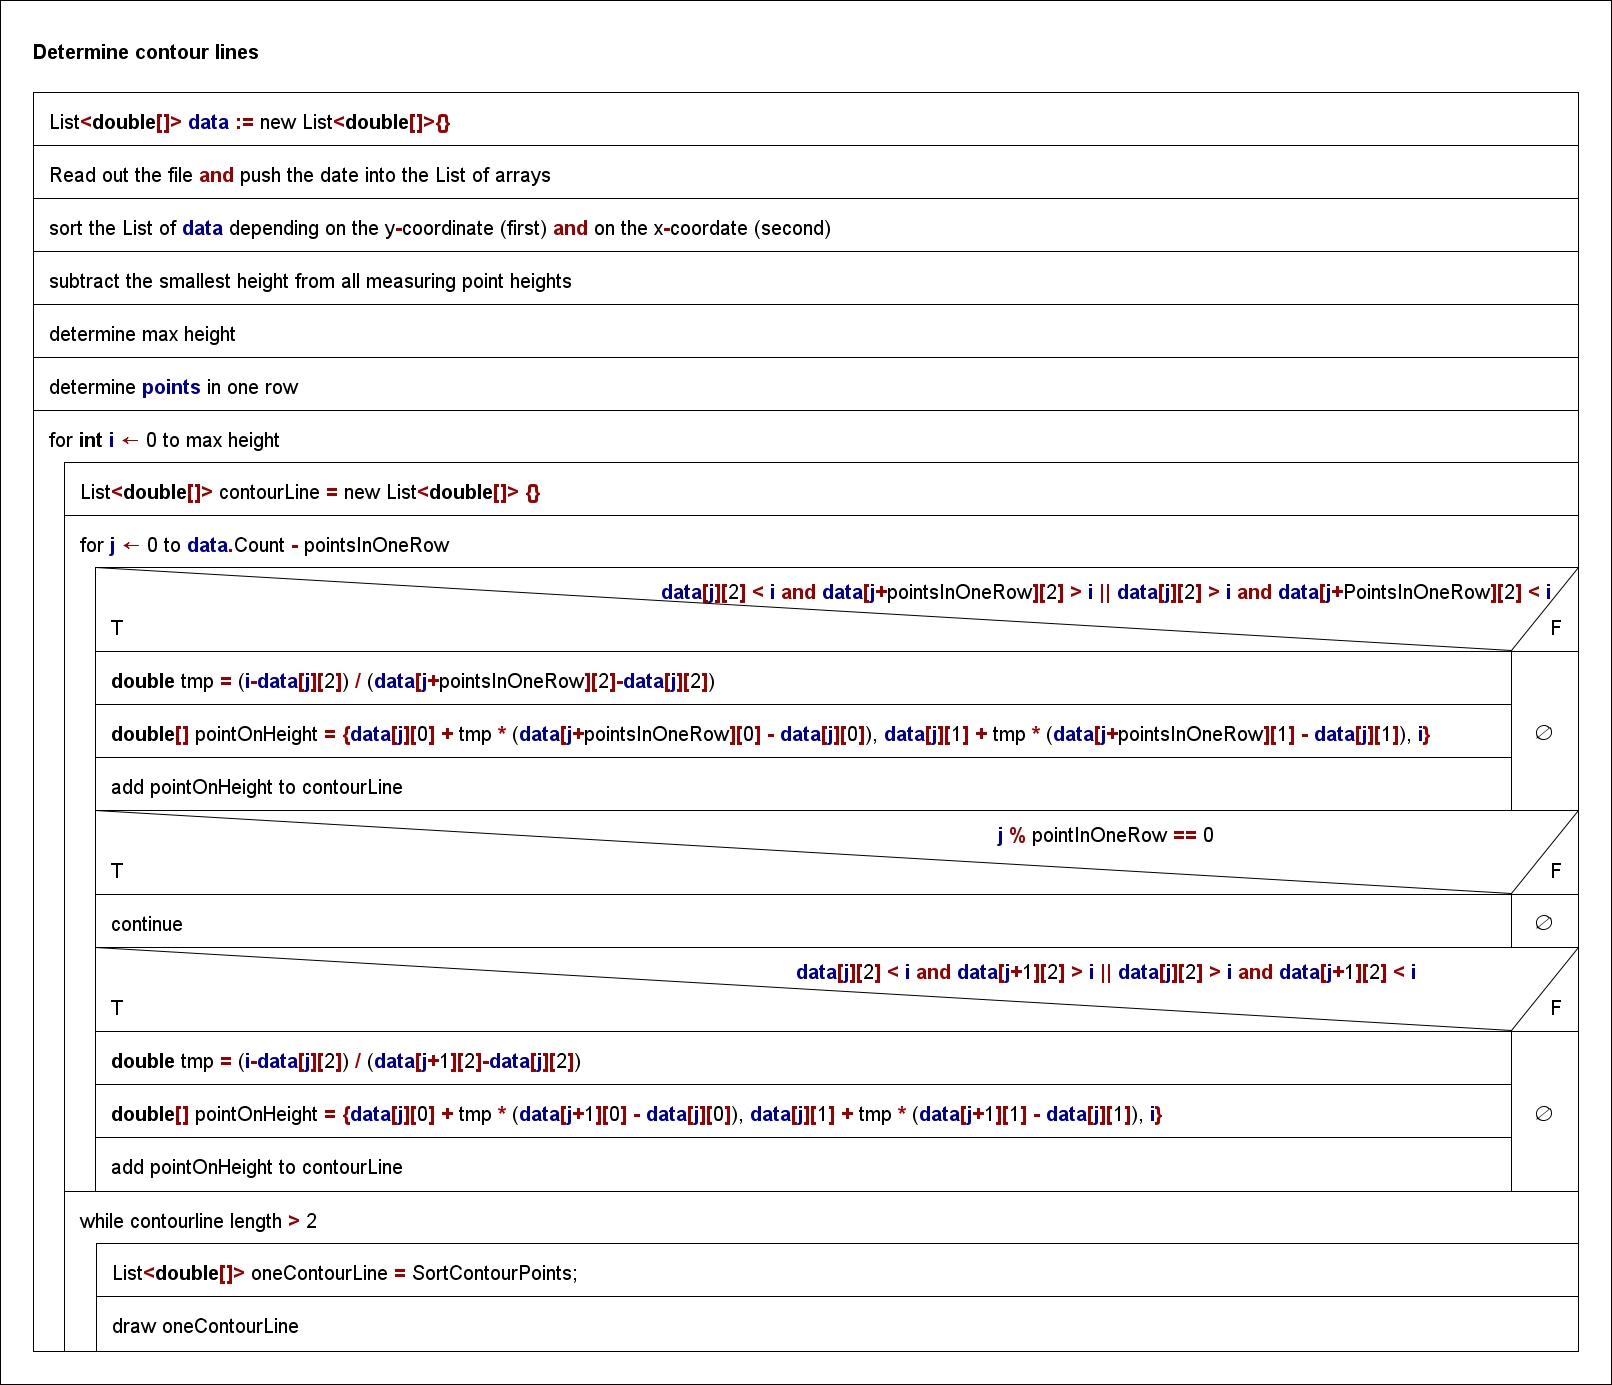 Determine contour lines
List<double[]> data := new List<double[]>{}
Read out the file and push the date into the List of arrays
sort the List of data depending on the y-coordinate (first) and on the x-coordate (second)
subtract the smallest height from all measuring point heights
determine max height
determine points in one row
for int i ← 0 to max height
List<double[]> contourLine = new List<double[]> {}
for j ← 0 to data.Count - pointsInOneRow
data[j][2] < i and data[j+pointsInOneRow][2] > i || data[j][2] > i and data[j+PointsInOneRow][2] < i
T F
double tmp = (i-data[j][2]) / (data[j+pointsInOneRow][2]-data[j][2])
double[] pointOnHeight = {data[j][0] + tmp * (data[j+pointsInOneRow][0] - data[j][0]), data[j][1] + tmp * (data[j+pointsInOneRow][1] - data[j][1]), i}
∅
add pointOnHeight to contourLine
j % pointInOneRow == 0
T F
continue ∅
data[j][2] < i and data[j+1][2] > i || data[j][2] > i and data[j+1][2] < i
T F
double tmp = (i-data[j][2]) / (data[j+1][2]-data[j][2])
double[] pointOnHeight = {data[j][0] + tmp * (data[j+1][0] - data[j][0]), data[j][1] + tmp * (data[j+1][1] - data[j][1]), i}
∅
add pointOnHeight to contourLine
while contourline length > 2
List<double[]> oneContourLine = SortContourPoints;
draw oneContourLine